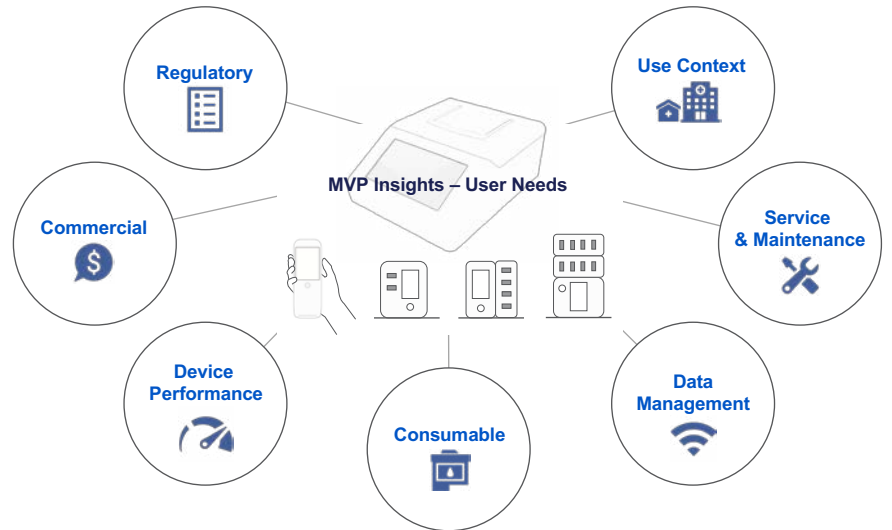 Regulatory
Use Context
MVP Insights – User Needs
Commercial
$
Service
& Maintenance
Device
Performance
Data
Management
Consumable